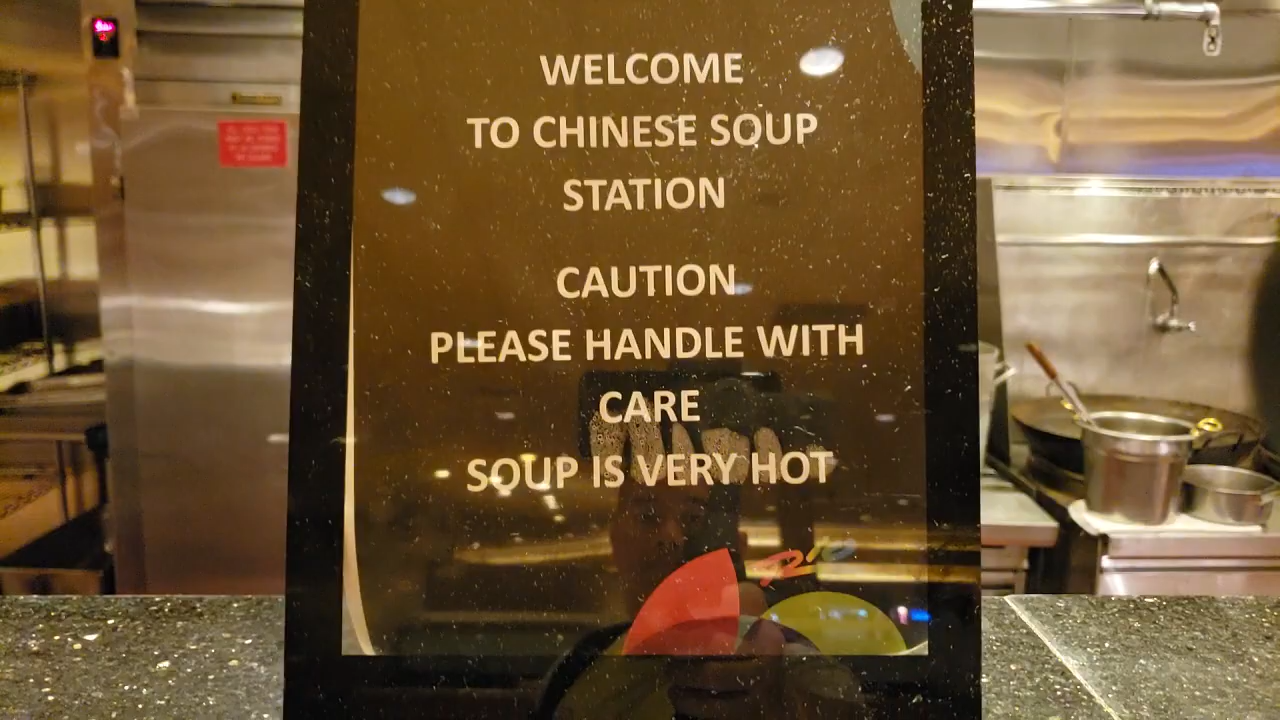 WELCOME
TO CHINESE SOUP
STATION
CAUTION
PLEASE HANDLE WITH
CARE
SOUP IS VERY HOT